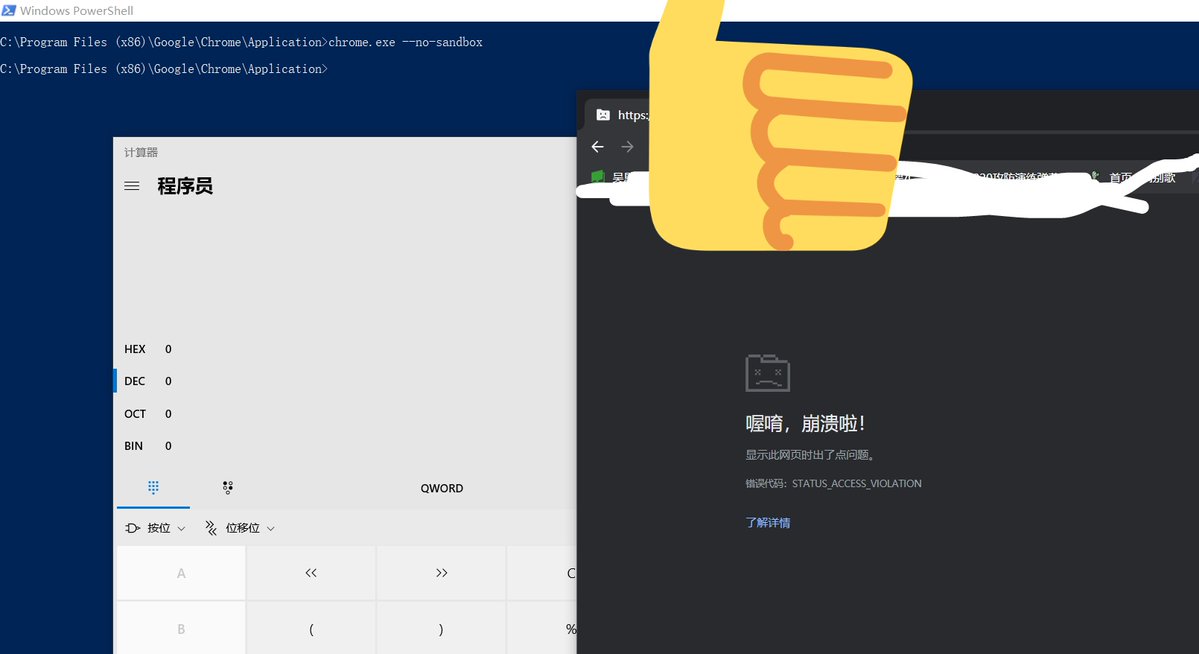 Windows PowerShell
C:\Program Files (x86)\Google\Chrome\Application>chrome.exe --no-sandbox
C:\Program Files (x86)\Google\Chrome\Application>
计算器
程序员
HEX 0
DEC 0
OCT 0
BIN 0
QWORD
按位
位移位
A << >> C
B ( ) %
https:
首页
别歌
喔唷，崩溃啦！
显示此网页时出了点问题。
错误代码：STATUS_ACCESS_VIOLATION
了解详情